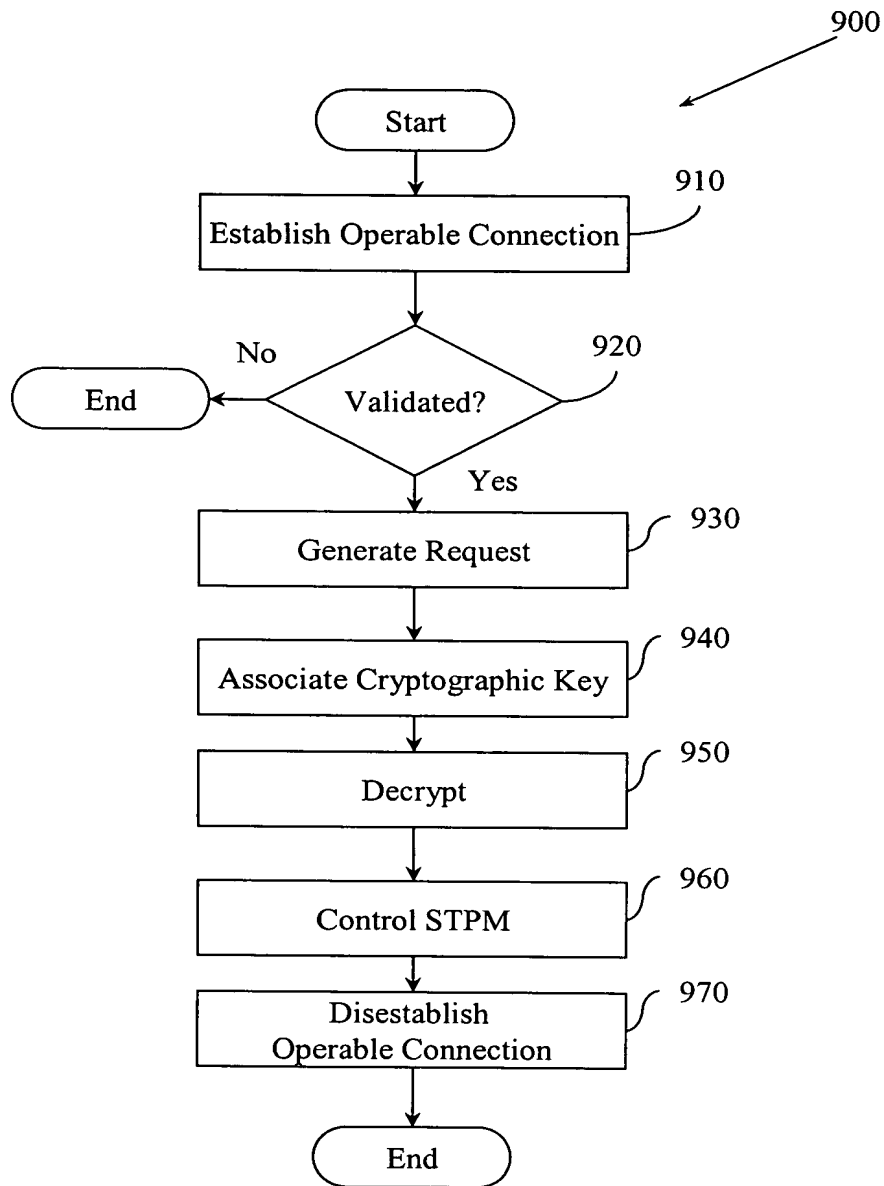 900
Start
910
Establish Operable Connection
No
920
End
Validated?
Yes
930
Generate Request
940
Associate Cryptographic Key
950
Decrypt
960
Control STPM
970
Disestablish
Operable Connection
End